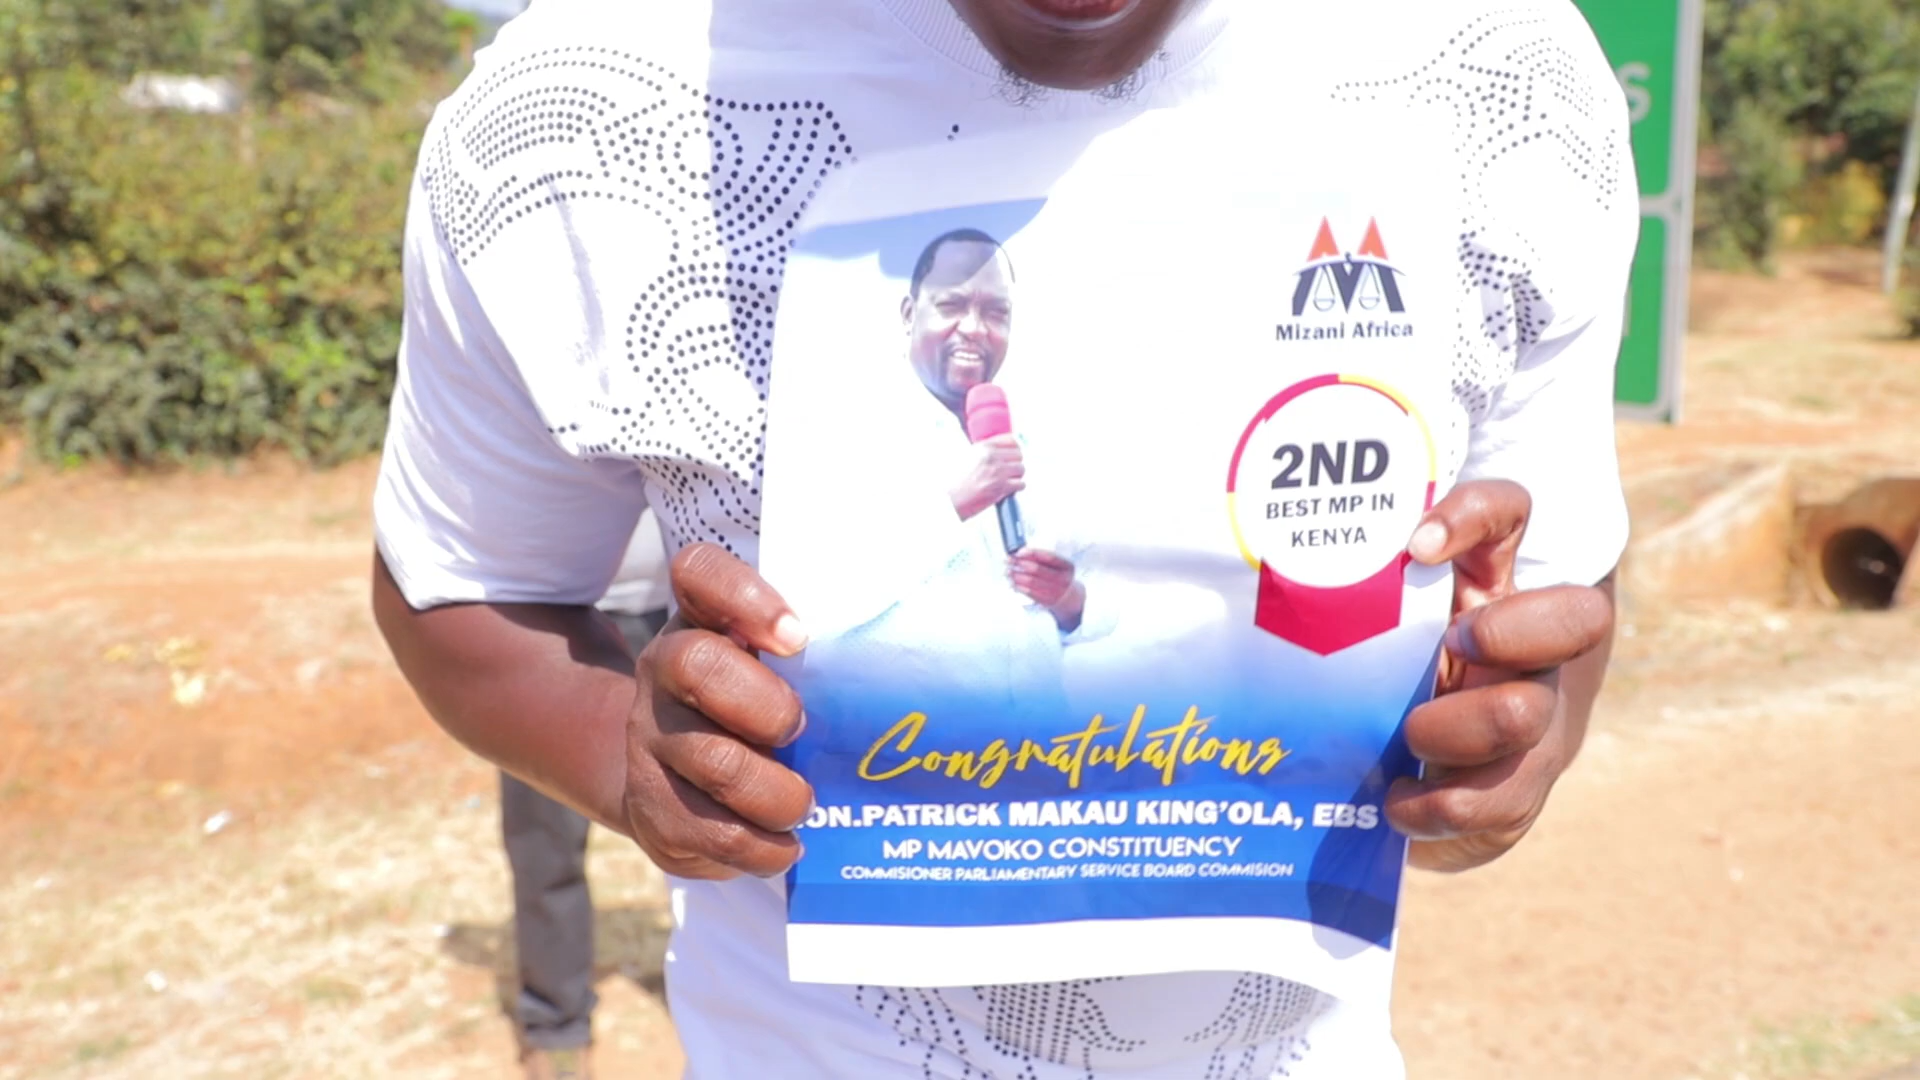 S
Mizani Africa
2ND
BEST MP IN
KENYA
Congratulations
ON.PATRICK MAKAU KING'OLA, EBS
MP MAVOKO CONSTITUENCY
COMMISIONER PARLIAMENTARY SERVICE BOARD COMMISION